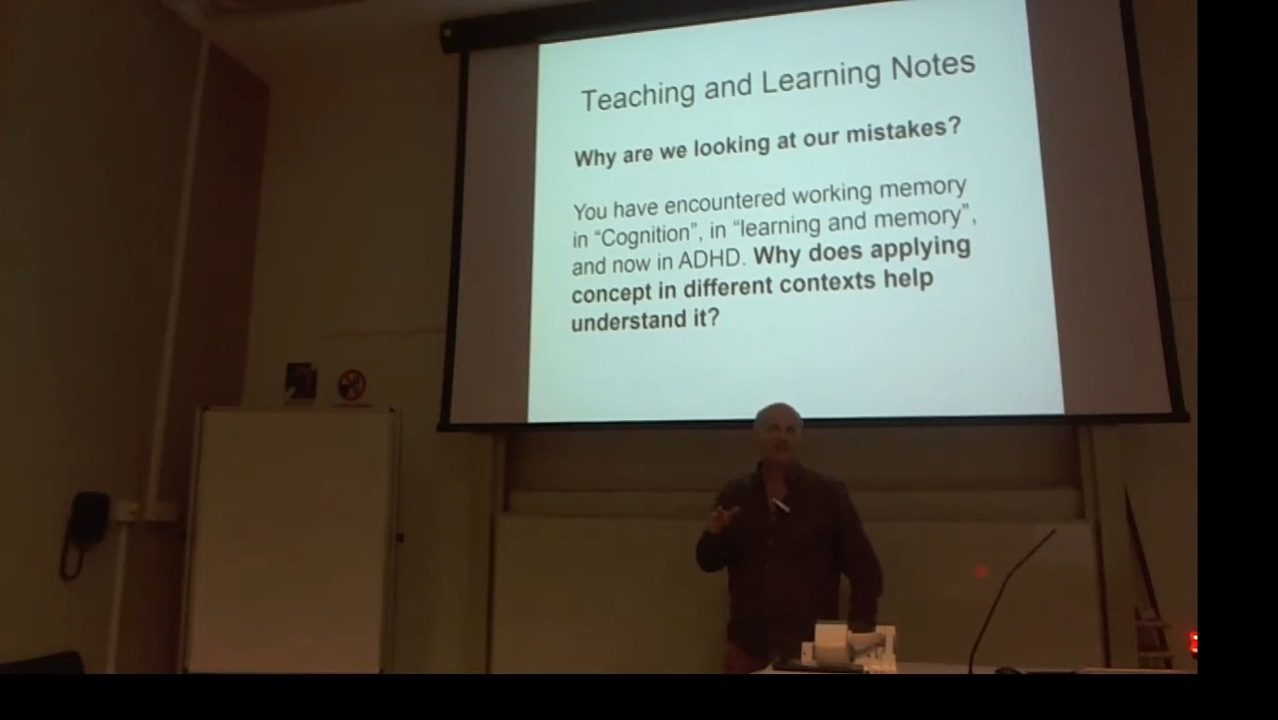 Teaching and Learning Notes
Why are we looking at our mistakes?
You have encountered working memory
in “Cognition”, in “learning and memory”,
and now in ADHD. Why does applying
concept in different contexts help
understand it?